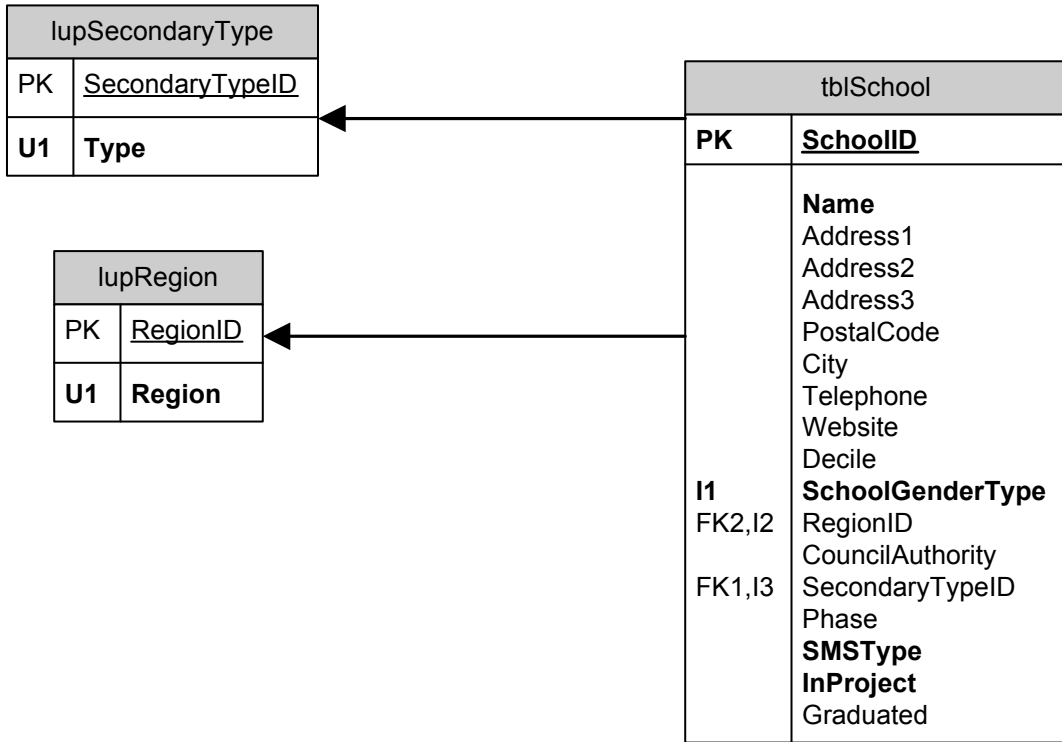 lupSecondaryType
PK SecondaryTypeID
U1 Type
lupRegion
PK RegionID
U1 Region
tblSchool
PK SchoolID
Name
Address1
Address2
Address3
PostalCode
City
Telephone
Website
Decile
I1 SchoolGenderType
FK2,I2 RegionID
CouncilAuthority
FK1,I3 SecondaryTypeID
Phase
SMSType
InProject
Graduated